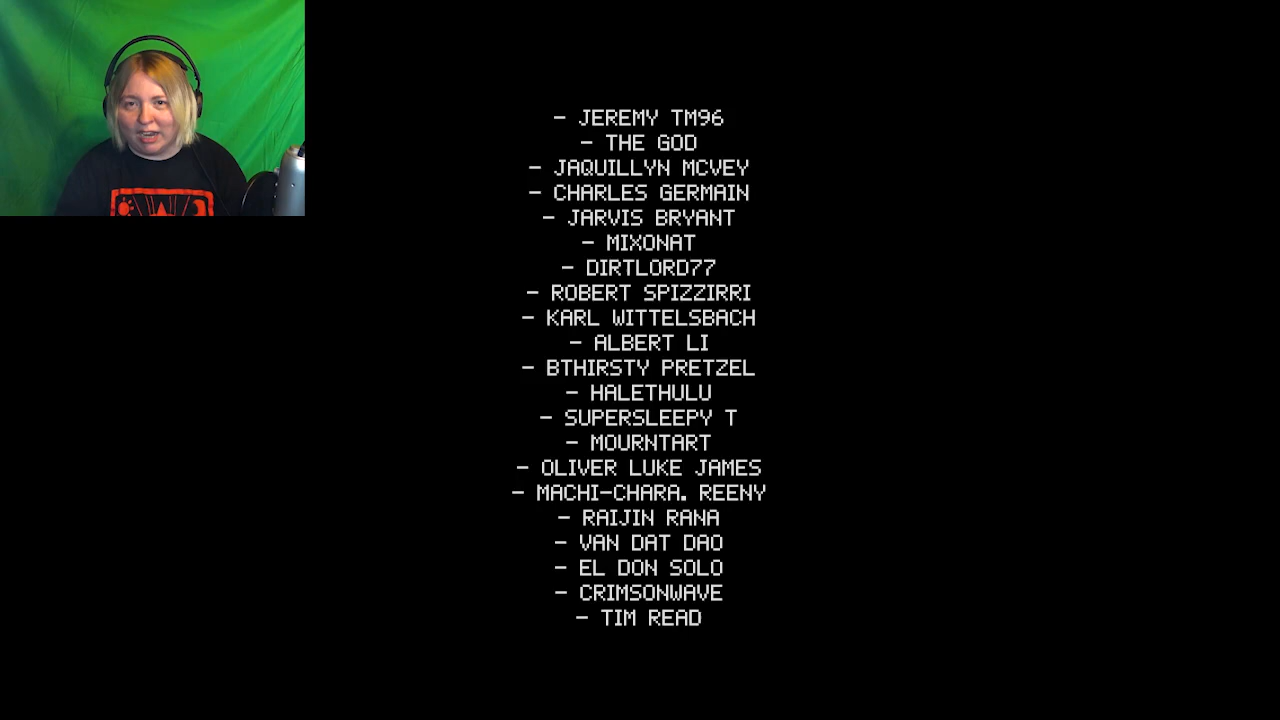 - JEREMY TM96
- THE GOD
- JAQUILLYN MCVEY
- CHARLES GERMAIN
- JARVIS BRYANT
- MIXONAT
- DIRTLORD77
- ROBERT SPIZZIRRI
- KARL WITTELSBACH
- ALBERT LI
- BTHIRSTY PRETZEL
- HALETHULU
- SUPERSLEEPY T
- MOURNTART
- OLIVER LUKE JAMES
- MACHI-CHARA. REENY
- RAIJIN RANA
- VAN DAT DAO
- EL DON SOLO
- CRIMSONWAVE
- TIM READ